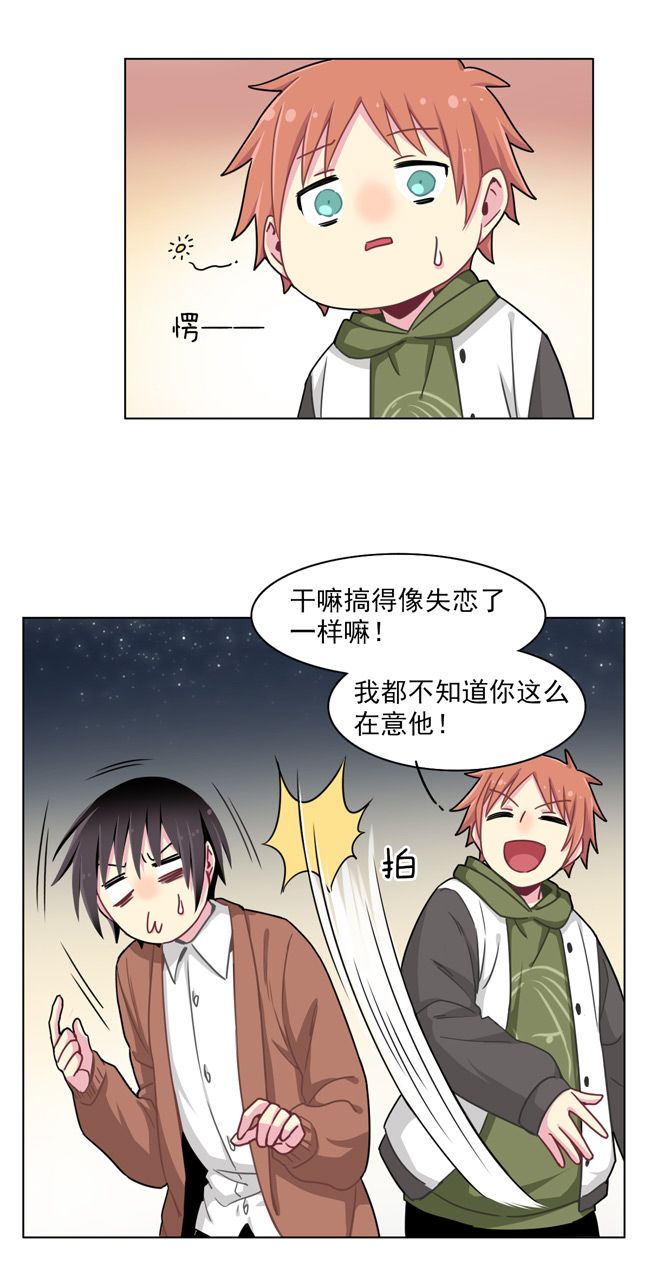 愣——
干嘛搞得像失恋了
一样嘛！
我都不知道你这么
在意他！
拍